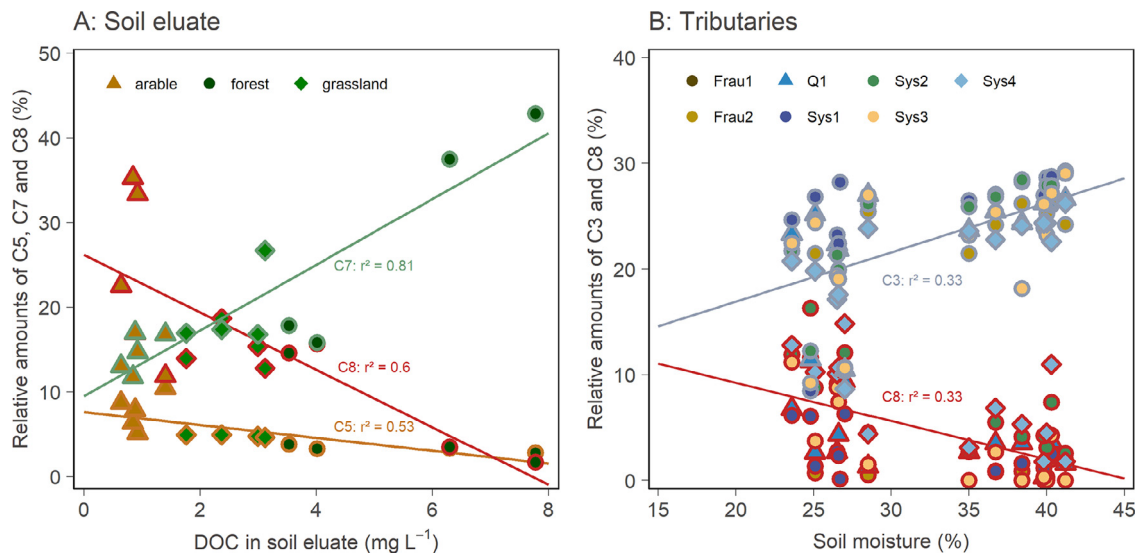 A: Soil eluate
Relative amounts of C5, C7 and C8 (%)
50
40
30
20
10
0
arable
forest
grassland
C7: r² = 0.81
C8: r² = 0.6
C5: r² = 0.53
0
2
4
6
8
DOC in soil eluate (mg L⁻¹)
B: Tributaries
Relative amounts of C3 and C8 (%)
40
30
20
10
0
Frau1
Q1
Sys2
Sys4
Frau2
Sys1
Sys3
C3: r² = 0.33
C8: r² = 0.33
15
20
25
30
35
40
45
Soil moisture (%)